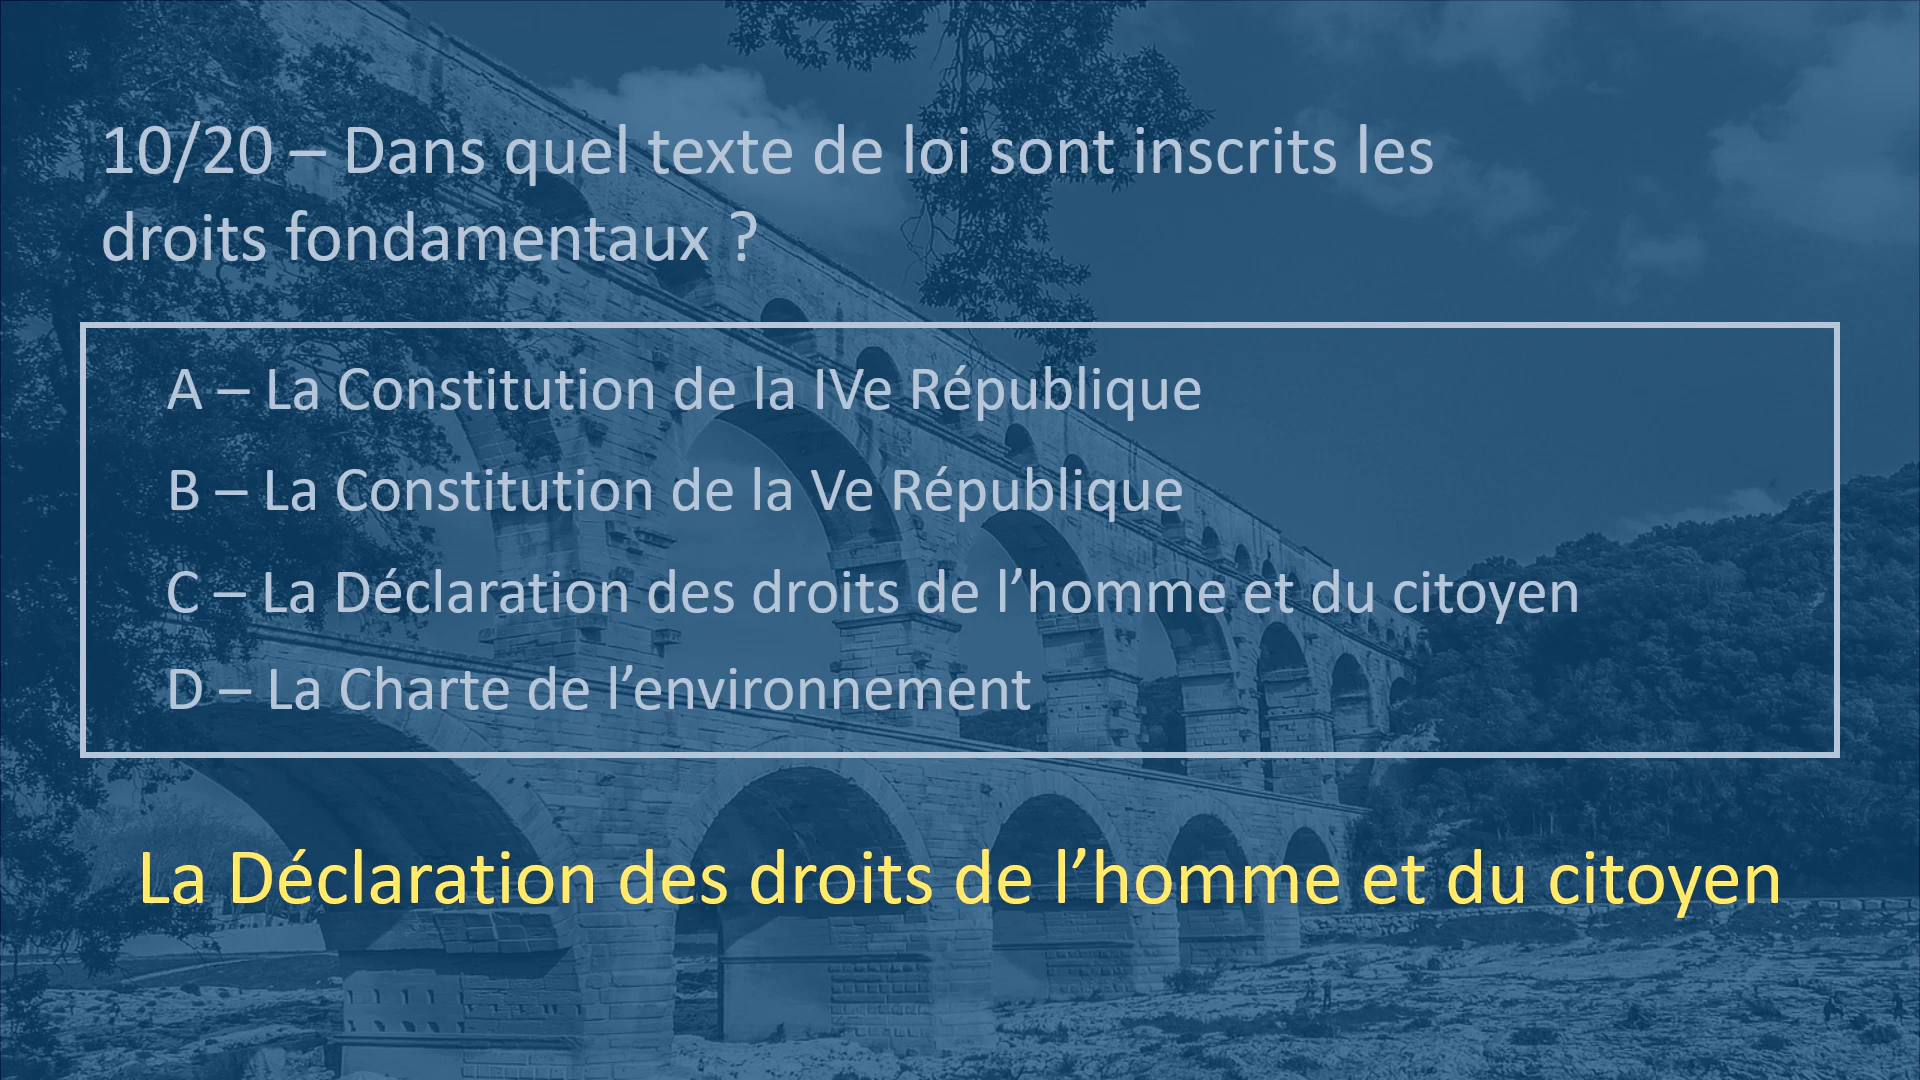 10/20 – Dans quel texte de loi sont inscrits les
droits fondamentaux ?
A – La Constitution de la IVe République
B – La Constitution de la Ve République
C – La Déclaration des droits de l’homme et du citoyen
D – La Charte de l’environnement
La Déclaration des droits de l’homme et du citoyen